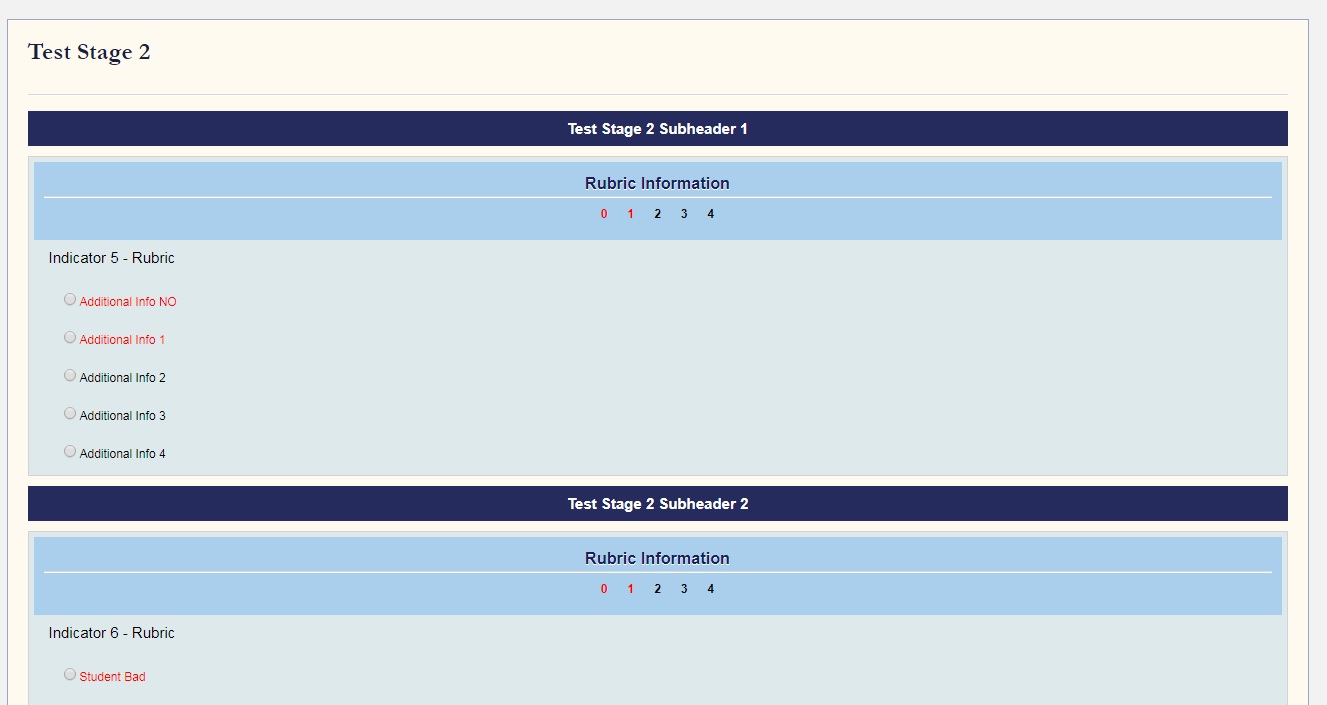 Test Stage 2
Test Stage 2 Subheader 1
Rubric Information
0 1 2 3 4
Indicator 5 - Rubric
Additional Info NO
Additional Info 1
Additional Info 2
Additional Info 3
Additional Info 4
Test Stage 2 Subheader 2
Rubric Information
0 1 2 3 4
Indicator 6 - Rubric
Student Bad